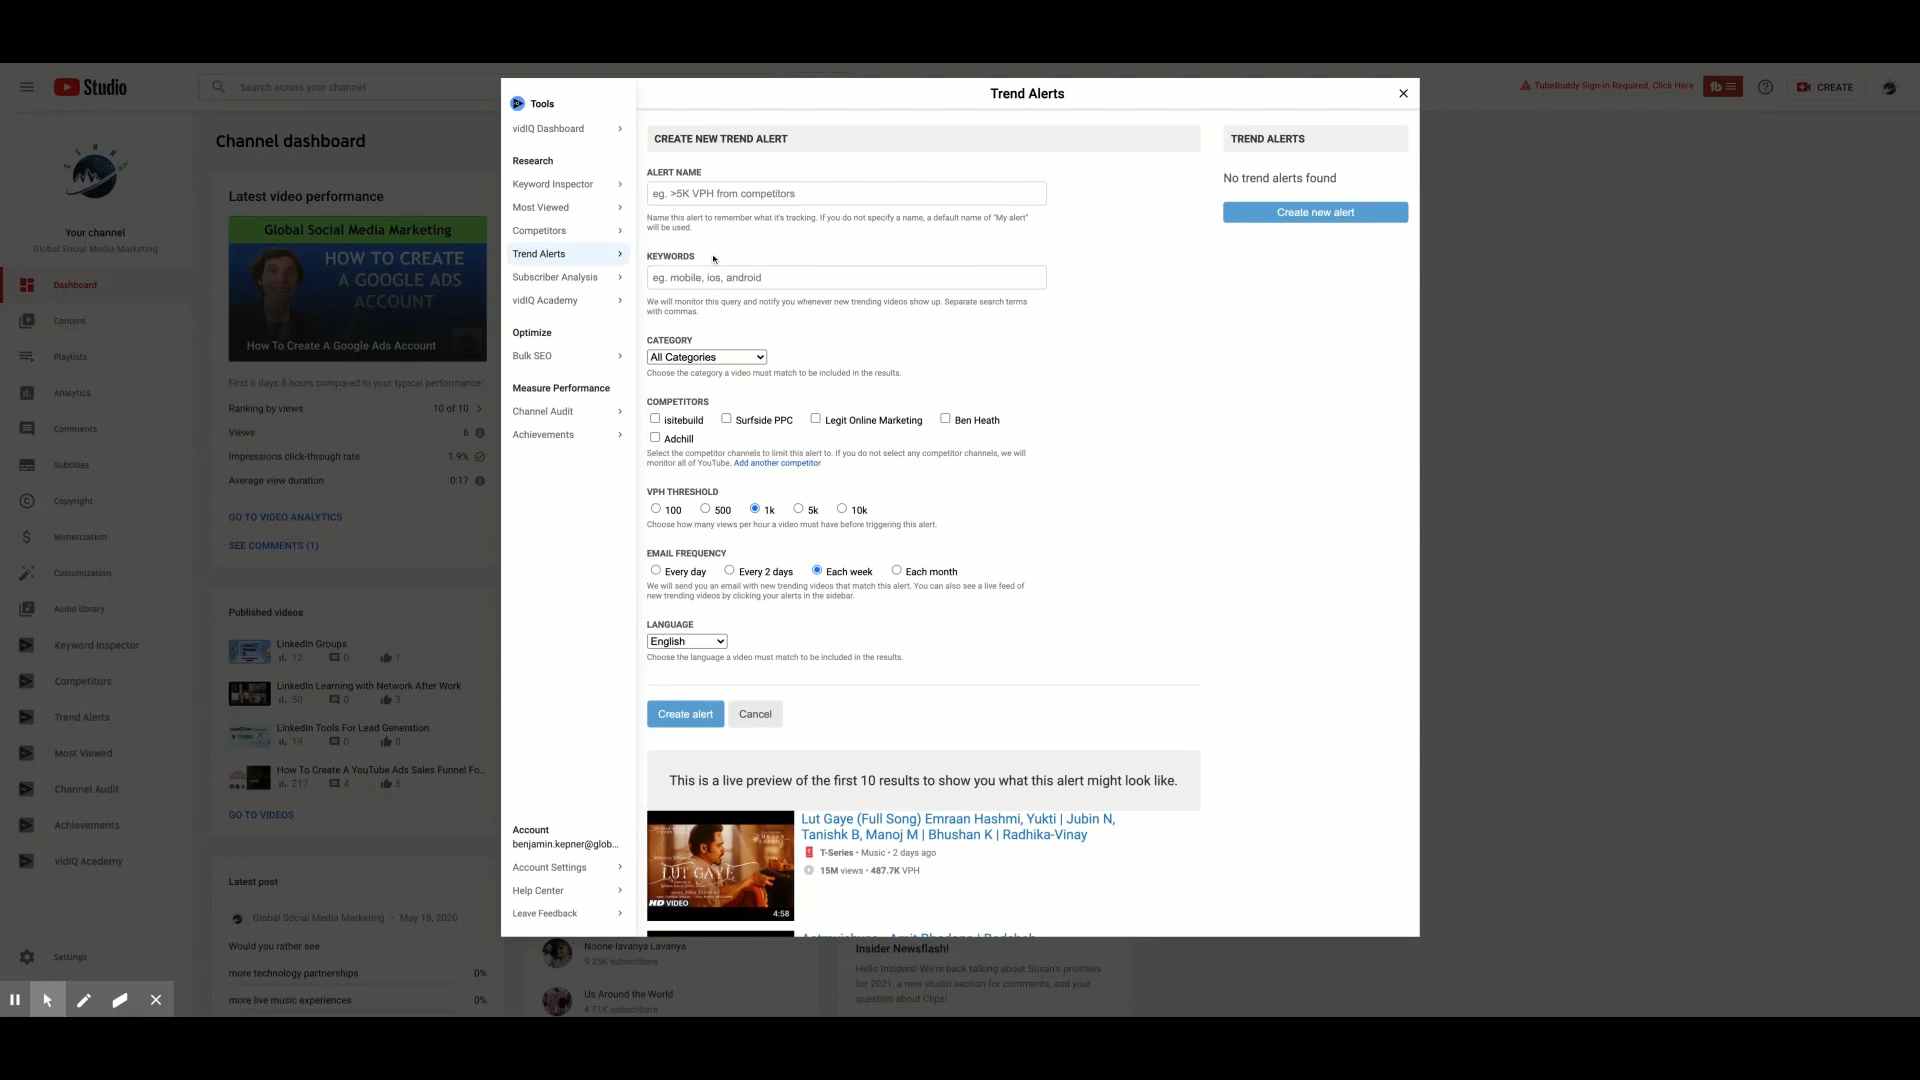 Studio
Search across your channel
TubeBuddy Sign-in Required, Click Here
CREATE
Your channel
Global Social Media Marketing
Dashboard
Content
Playlists
Analytics
Comments
Subtitles
Copyright
Monetization
Customization
Audio library
Keyword Inspector
Competitors
Trend Alerts
Most Viewed
Channel Audit
Achievements
vidIQ Academy
Settings
Channel dashboard
Latest video performance
Global Social Media Marketing
HOW TO CREATE
A GOOGLE ADS
ACCOUNT
How To Create A Google Ads Account
First 6 days 8 hours compared to your typical performance:
Ranking by views 10 of 10
Views 6
Impressions click-through rate 1.9%
Average view duration 0:17
GO TO VIDEO ANALYTICS
SEE COMMENTS (1)
Published videos
LinkedIn Groups
12 0 1
LinkedIn Learning with Network After Work
50 0 3
LinkedIn Tools For Lead Generation
19 0 0
How To Create A YouTube Ads Sales Funnel Fo...
217 4 6
GO TO VIDEOS
Latest post
Global Social Media Marketing • May 18, 2020
Would you rather see
more technology partnerships 0%
more live music experiences 0%
Tools
vidIQ Dashboard
Research
Keyword Inspector
Most Viewed
Competitors
Trend Alerts
Subscriber Analysis
vidIQ Academy
Optimize
Bulk SEO
Measure Performance
Channel Audit
Achievements
Account
benjamin.kepner@glob...
Account Settings
Help Center
Leave Feedback
Trend Alerts
CREATE NEW TREND ALERT
ALERT NAME
eg. >5K VPH from competitors
Name this alert to remember what it's tracking. If you do not specify a name, a default name of "My alert"
will be used.
KEYWORDS
eg. mobile, ios, android
We will monitor this query and notify you whenever new trending videos show up. Separate search terms
with commas.
CATEGORY
All Categories
Choose the category a video must match to be included in the results.
COMPETITORS
isitebuild Surfside PPC Legit Online Marketing Ben Heath
Adchill
Select the competitor channels to limit this alert to. If you do not select any competitor channels, we will
monitor all of YouTube. Add another competitor
VPH THRESHOLD
100 500 1k 5k 10k
Choose how many views per hour a video must have before triggering this alert.
EMAIL FREQUENCY
Every day Every 2 days Each week Each month
We will send you an email with new trending videos that match this alert. You can also see a live feed of
new trending videos by clicking your alerts in the sidebar.
LANGUAGE
English
Choose the language a video must match to be included in the results.
Create alert Cancel
This is a live preview of the first 10 results to show you what this alert might look like.
LUT GAYE
HD VIDEO
4:58
Lut Gaye (Full Song) Emraan Hashmi, Yukti | Jubin N,
Tanishk B, Manoj M | Bhushan K | Radhika-Vinay
T-Series • Music • 2 days ago
15M views • 487.7K VPH
TREND ALERTS
No trend alerts found
Create new alert
Noone lavanya Lavanya
9.25K subscribers
Us Around the World
4.71K subscribers
Insider Newsflash!
Hello Insiders! We're back talking about Susan's priorities
for 2021, a new studio section for comments, and your
question about Clips!